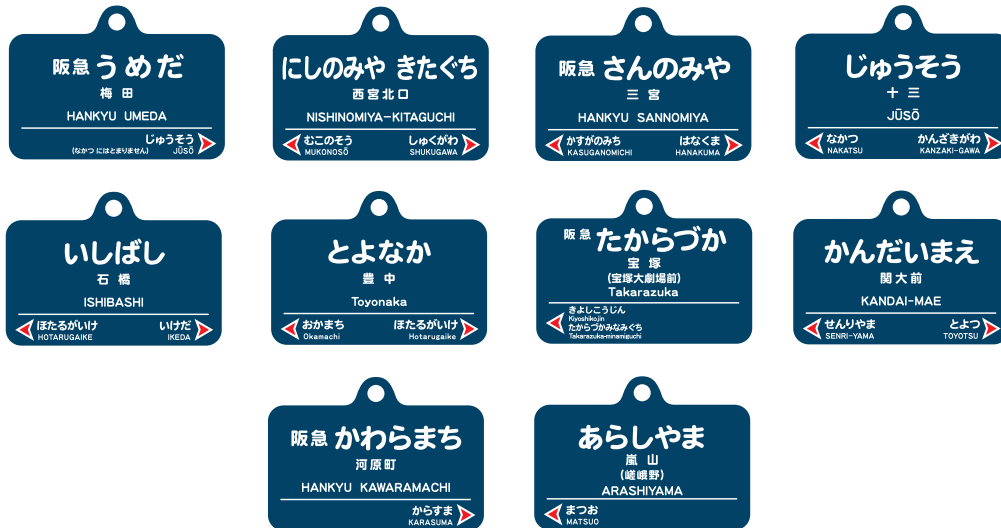 阪急 うめだ
梅田
HANKYU UMEDA
じゅうそう
(なかつ にはとまりません) JŪSŌ
にしのみや きたぐち
西宮北口
NISHINOMIYA-KITAGUCHI
むこのそう しゅくがわ
MUKONOSŌ SHUKUGAWA
阪急 さんのみや
三宮
HANKYU SANNOMIYA
かすがのみち はなくま
KASUGANOMICHI HANAKUMA
じゅうそう
十三
JŪSŌ
なかつ かんざきがわ
NAKATSU KANZAKI-GAWA
いしばし
石橋
ISHIBASHI
ほたるがいけ いけだ
HOTARUGAIKE IKEDA
とよなか
豊中
Toyonaka
おかまち ほたるがいけ
Okamachi Hotarugaike
阪急 たからづか
宝塚
(宝塚大劇場前)
Takarazuka
きよしこうじん
Kiyoshikojin
たからづかみなみぐち
Takarazuka-minamiguchi
かんだいまえ
関大前
KANDAI-MAE
せんりやま とよつ
SENRI-YAMA TOYOTSU
阪急 かわらまち
河原町
HANKYU KAWARAMACHI
からすま
KARASUMA
あらしやま
嵐山
(嵯峨野)
ARASHIYAMA
まつお
MATSUO